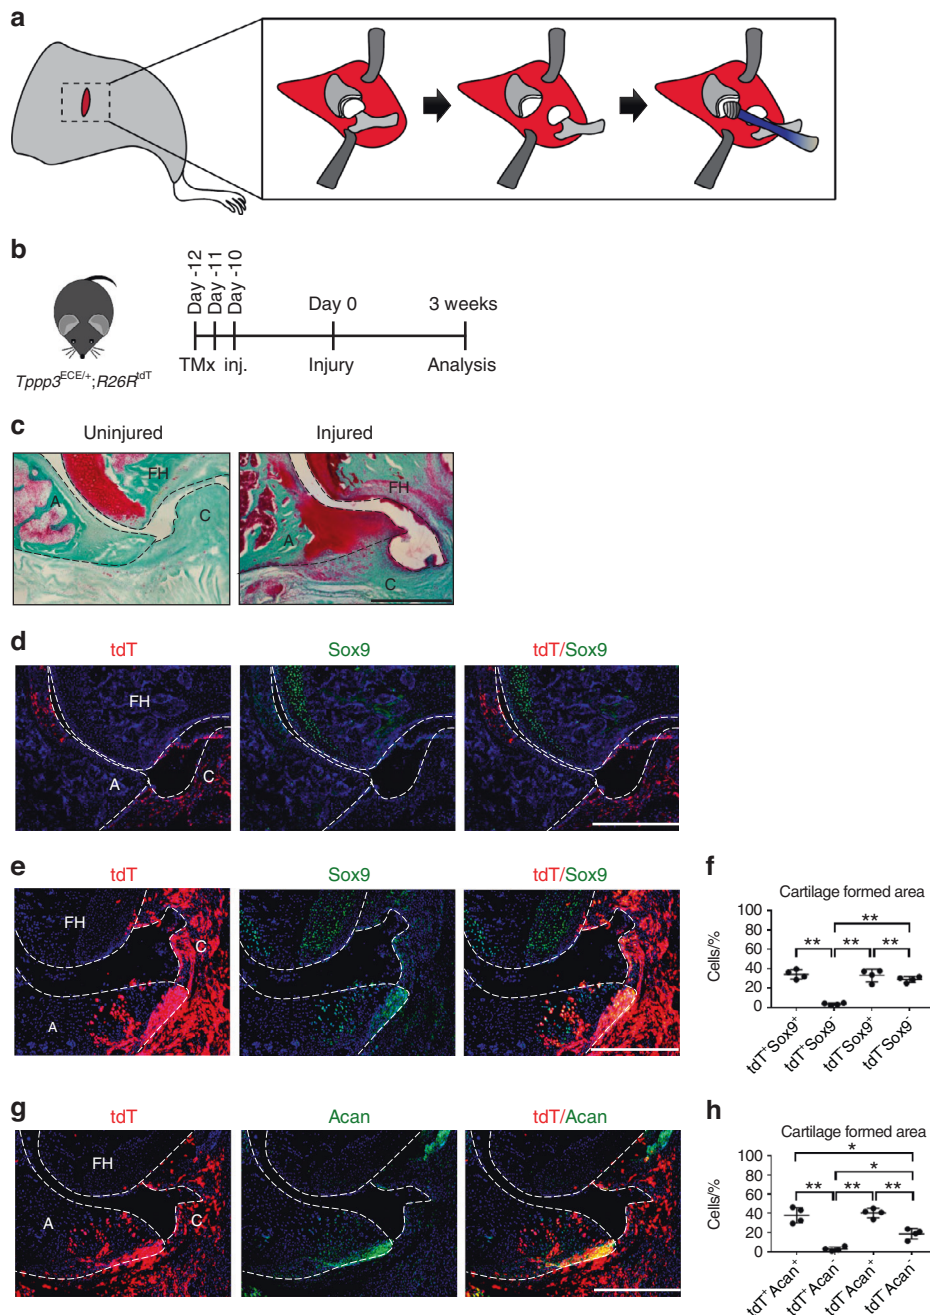 a
b
Day -12
Day -11
Day -10
Day 0
3 weeks
TMx inj.
Injury
Analysis
Tppp3ECE/+;R26RtdT
c
Uninjured
Injured
A
FH
C
A
FH
C
d
tdT
Sox9
tdT/Sox9
FH
A
C
e
tdT
Sox9
tdT/Sox9
FH
C
A
f
Cartilage formed area
Cells/%
100
80
60
40
20
0
**
** ** **
tdT+Sox9+
tdT+Sox9-
tdT-Sox9+
tdT-Sox9-
g
tdT
Acan
tdT/Acan
FH
A
C
h
Cartilage formed area
Cells/%
100
80
60
40
20
0
*
*
** ** **
tdT+Acan+
tdT+Acan-
tdT-Acan+
tdT-Acan-